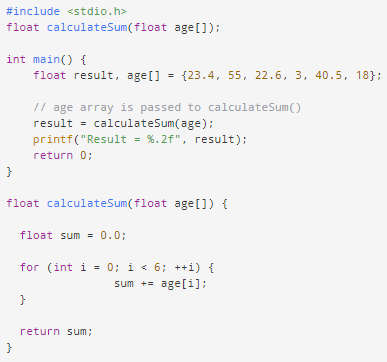 #include <stdio.h>
float calculateSum(float age[]);

int main() {
    float result, age[] = {23.4, 55, 22.6, 3, 40.5, 18};

    // age array is passed to calculateSum()
    result = calculateSum(age);
    printf("Result = %.2f", result);
    return 0;
}

float calculateSum(float age[]) {

  float sum = 0.0;

  for (int i = 0; i < 6; ++i) {
                sum += age[i];
  }

  return sum;
}